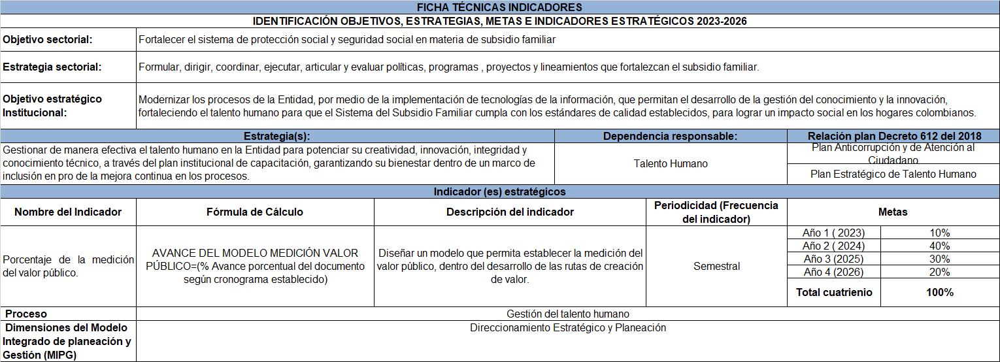 FICHA TÉCNICAS INDICADORES
IDENTIFICACIÓN OBJETIVOS, ESTRATEGIAS, METAS E INDICADORES ESTRATÉGICOS 2023-2026
Objetivo sectorial:
Fortalecer el sistema de protección social y seguridad social en materia de subsidio familiar
Estrategia sectorial:
Formular, dirigir, coordinar, ejecutar, articular y evaluar políticas, programas , proyectos y lineamientos que fortalezcan el subsidio familiar.
Objetivo estratégico
Institucional:
Modernizar los procesos de la Entidad, por medio de la implementación de tecnologías de la información, que permitan el desarrollo de la gestión del conocimiento y la innovación,
fortaleciendo el talento humano para que el Sistema del Subsidio Familiar cumpla con los estándares de calidad establecidos, para lograr un impacto social en los hogares colombianos.
Estrategia(s):
Dependencia responsable:
Relación plan Decreto 612 del 2018
Gestionar de manera efectiva el talento humano en la Entidad para potenciar su creatividad, innovación, integridad y
conocimiento técnico, a través del plan institucional de capacitación, garantizando su bienestar dentro de un marco de
inclusión en pro de la mejora continua en los procesos.
Talento Humano
Plan Anticorrupción y de Atención al
Ciudadano
Plan Estratégico de Talento Humano
Indicador (es) estratégicos
Nombre del Indicador
Fórmula de Cálculo
Descripción del indicador
Periodicidad (Frecuencia
del indicador)
Metas
Porcentaje de la medición
del valor público.
AVANCE DEL MODELO MEDICIÓN VALOR
PÚBLICO=(% Avance porcentual del documento
según cronograma establecido)
Diseñar un modelo que permita establecer la medición del
valor público, dentro del desarrollo de las rutas de creación
de valor.
Semestral
Año 1 ( 2023) 10%
Año 2 ( 2024) 40%
Año 3 (2025) 30%
Año 4 (2026) 20%
Total cuatrienio 100%
Proceso
Gestión del talento humano
Dimensiones del Modelo
Integrado de planeación y
Gestión (MIPG)
Direccionamiento Estratégico y Planeación